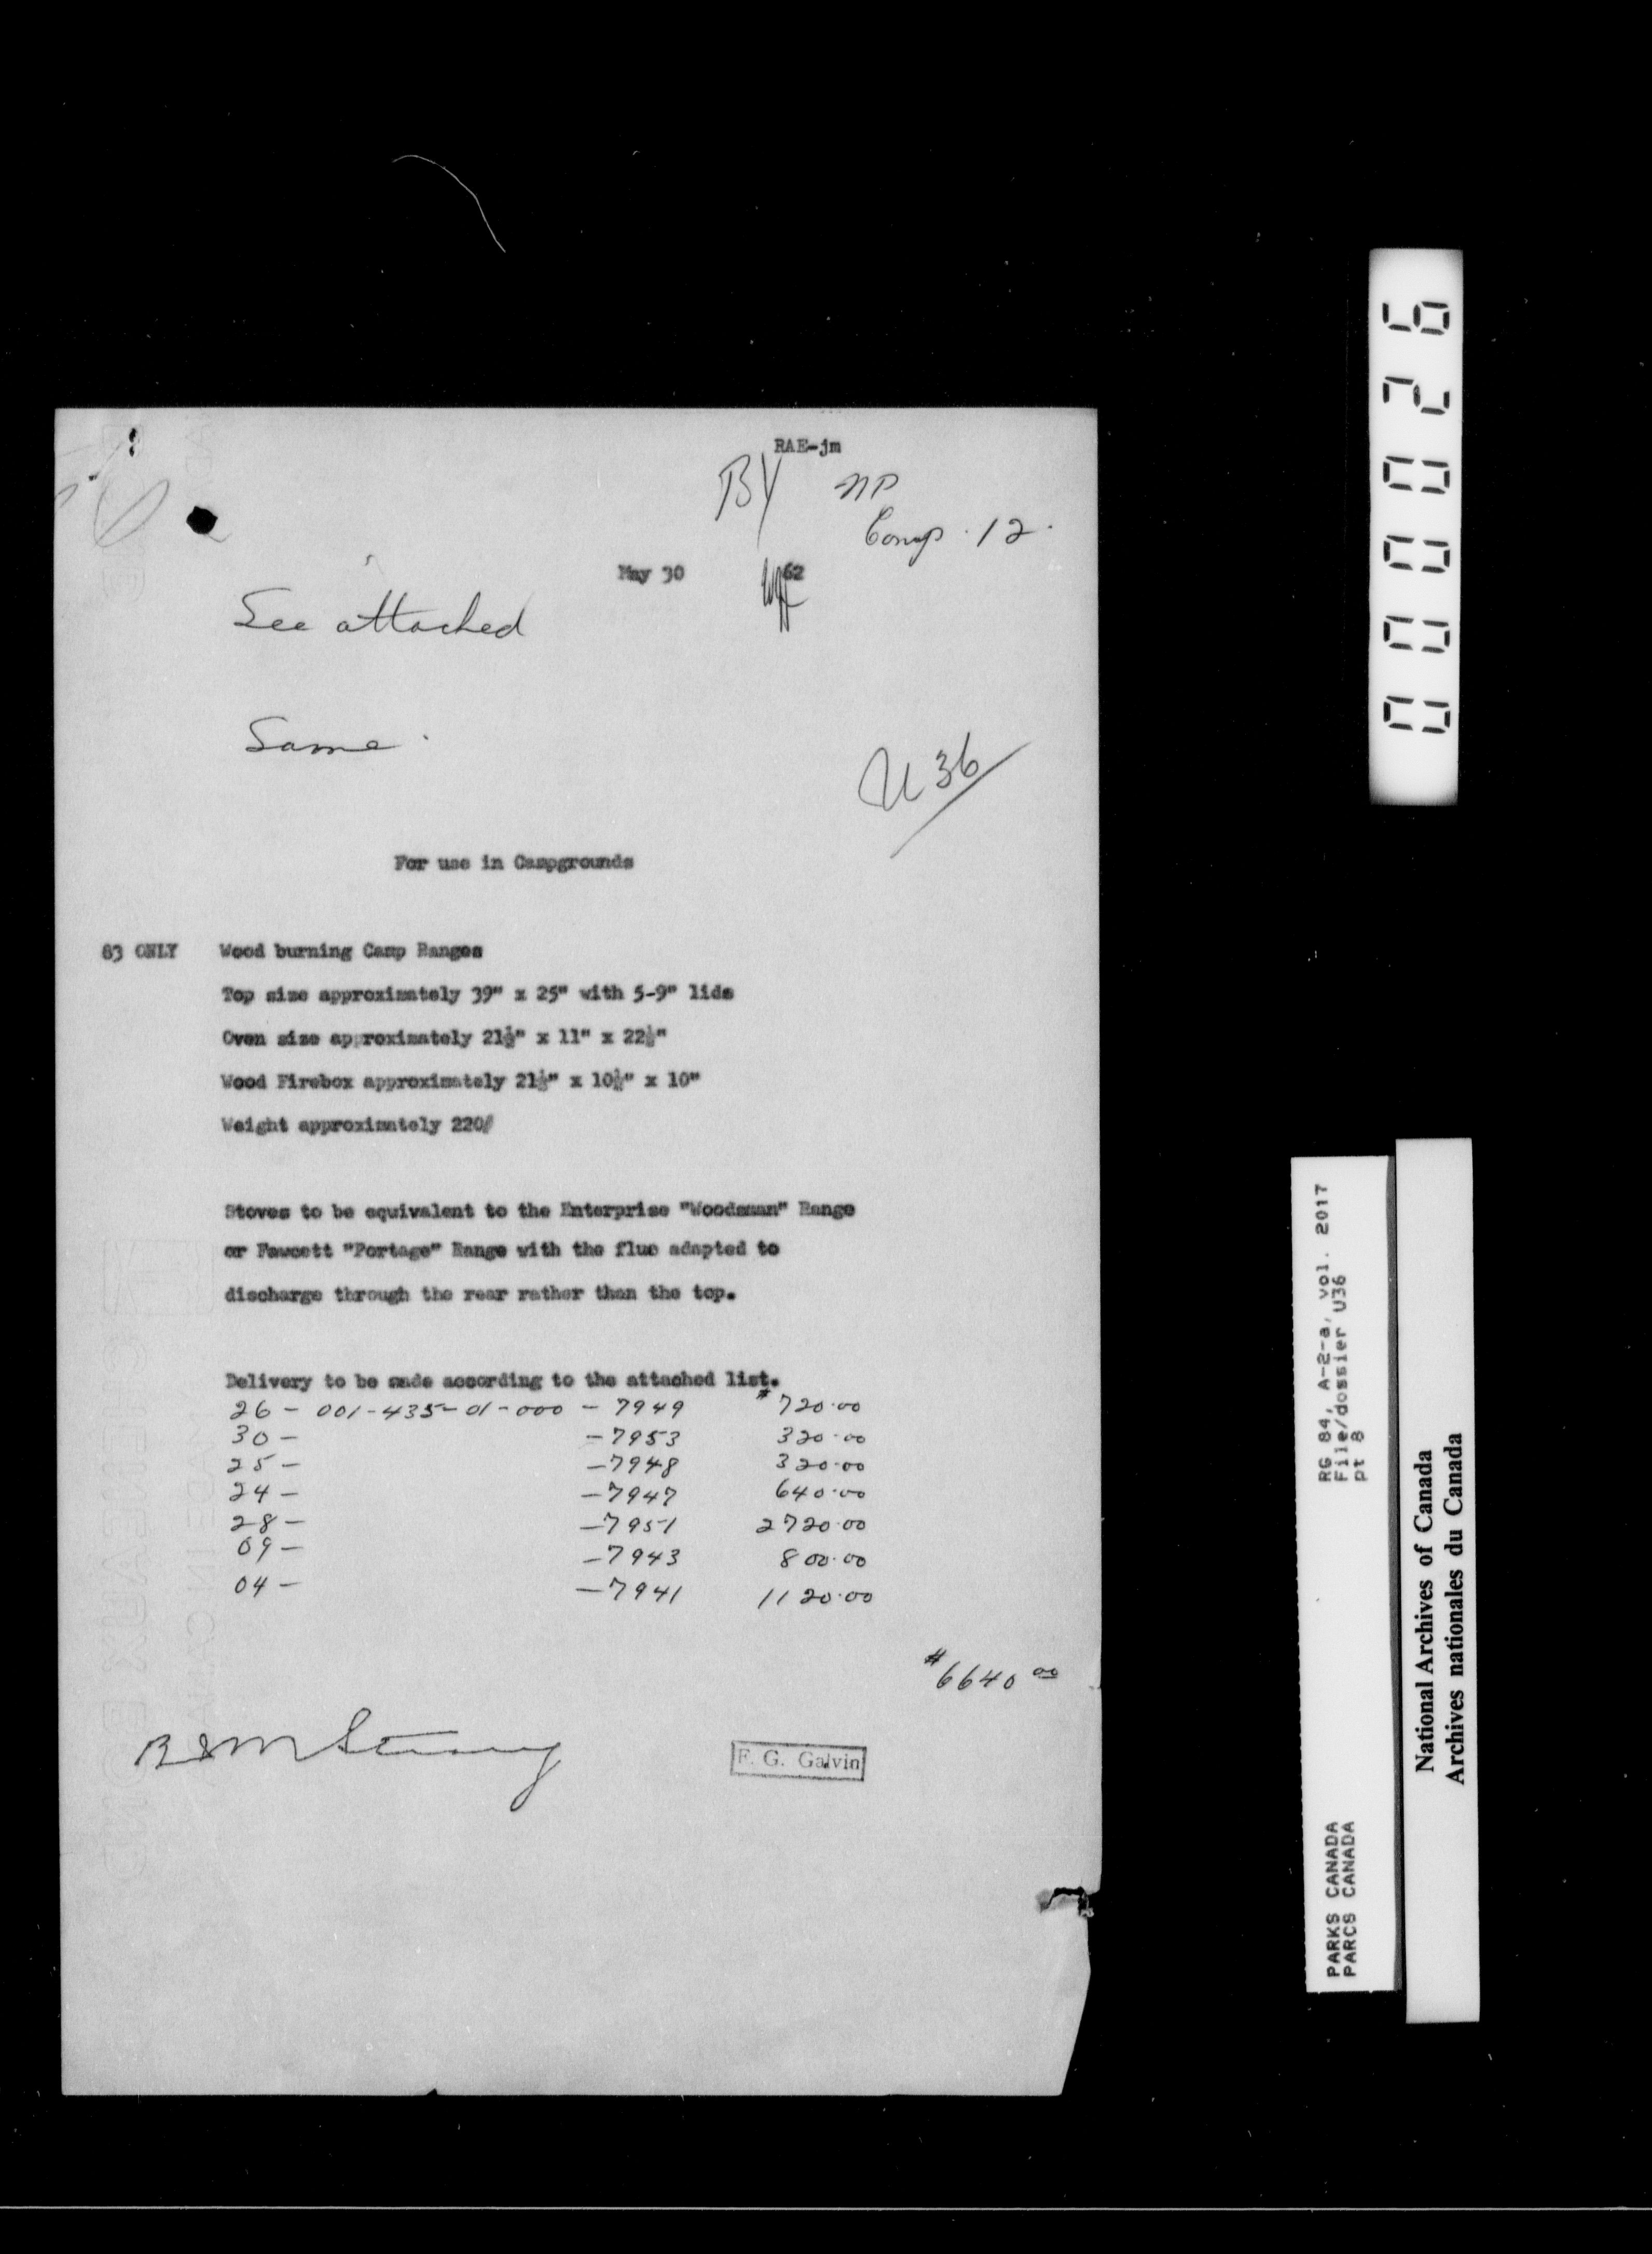 RAE-jm
BY NP
Comp. 12.
May 30 62
See attached
Same.
U 36
For use in Campgrounds
83 ONLY Wood burning Camp Ranges
Top size approximately 39" x 25" with 5-9" lids
Oven size approximately 21½" x 11" x 22½"
Wood Firebox approximately 21½" x 10½" x 10"
Weight approximately 220#
Stoves to be equivalent to the Enterprise "Woodsman" Range
or Fawcett "Portage" Range with the flue adapted to
discharge through the rear rather than the top.
Delivery to be made according to the attached list.
26 - 001-435-01-000 - 7949 $720.00
30 - - 7953 320.00
25 - - 7948 320.00
24 - - 7947 640.00
28 - - 7951 2720.00
09 - - 7943 800.00
04 - - 7941 1120.00
$6640 00
F. G. Galvin
000026
RG 84, A-2-a, vol. 2017
File/dossier U36
pt 8
PARKS CANADA
PARCS CANADA
National Archives of Canada
Archives nationales du Canada